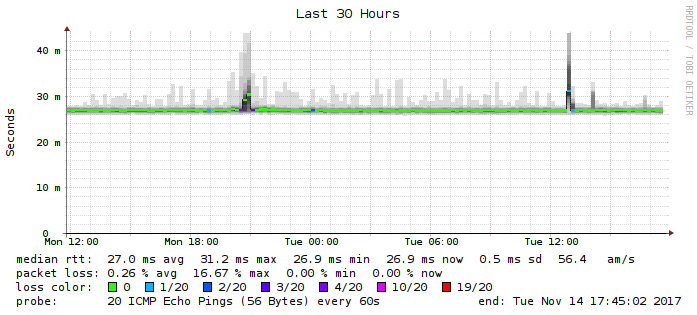 Last 30 Hours
RRDTOOL / TOBI OETIKER
Seconds
40 m
30 m
20 m
10 m
0
Mon 12:00 Mon 18:00 Tue 00:00 Tue 06:00 Tue 12:00
median rtt: 27.0 ms avg 31.2 ms max 26.9 ms min 26.9 ms now 0.5 ms sd 56.4 am/s
packet loss: 0.26 % avg 16.67 % max 0.00 % min 0.00 % now
loss color: 0 1/20 2/20 3/20 4/20 10/20 19/20
probe: 20 ICMP Echo Pings (56 Bytes) every 60s end: Tue Nov 14 17:45:02 2017